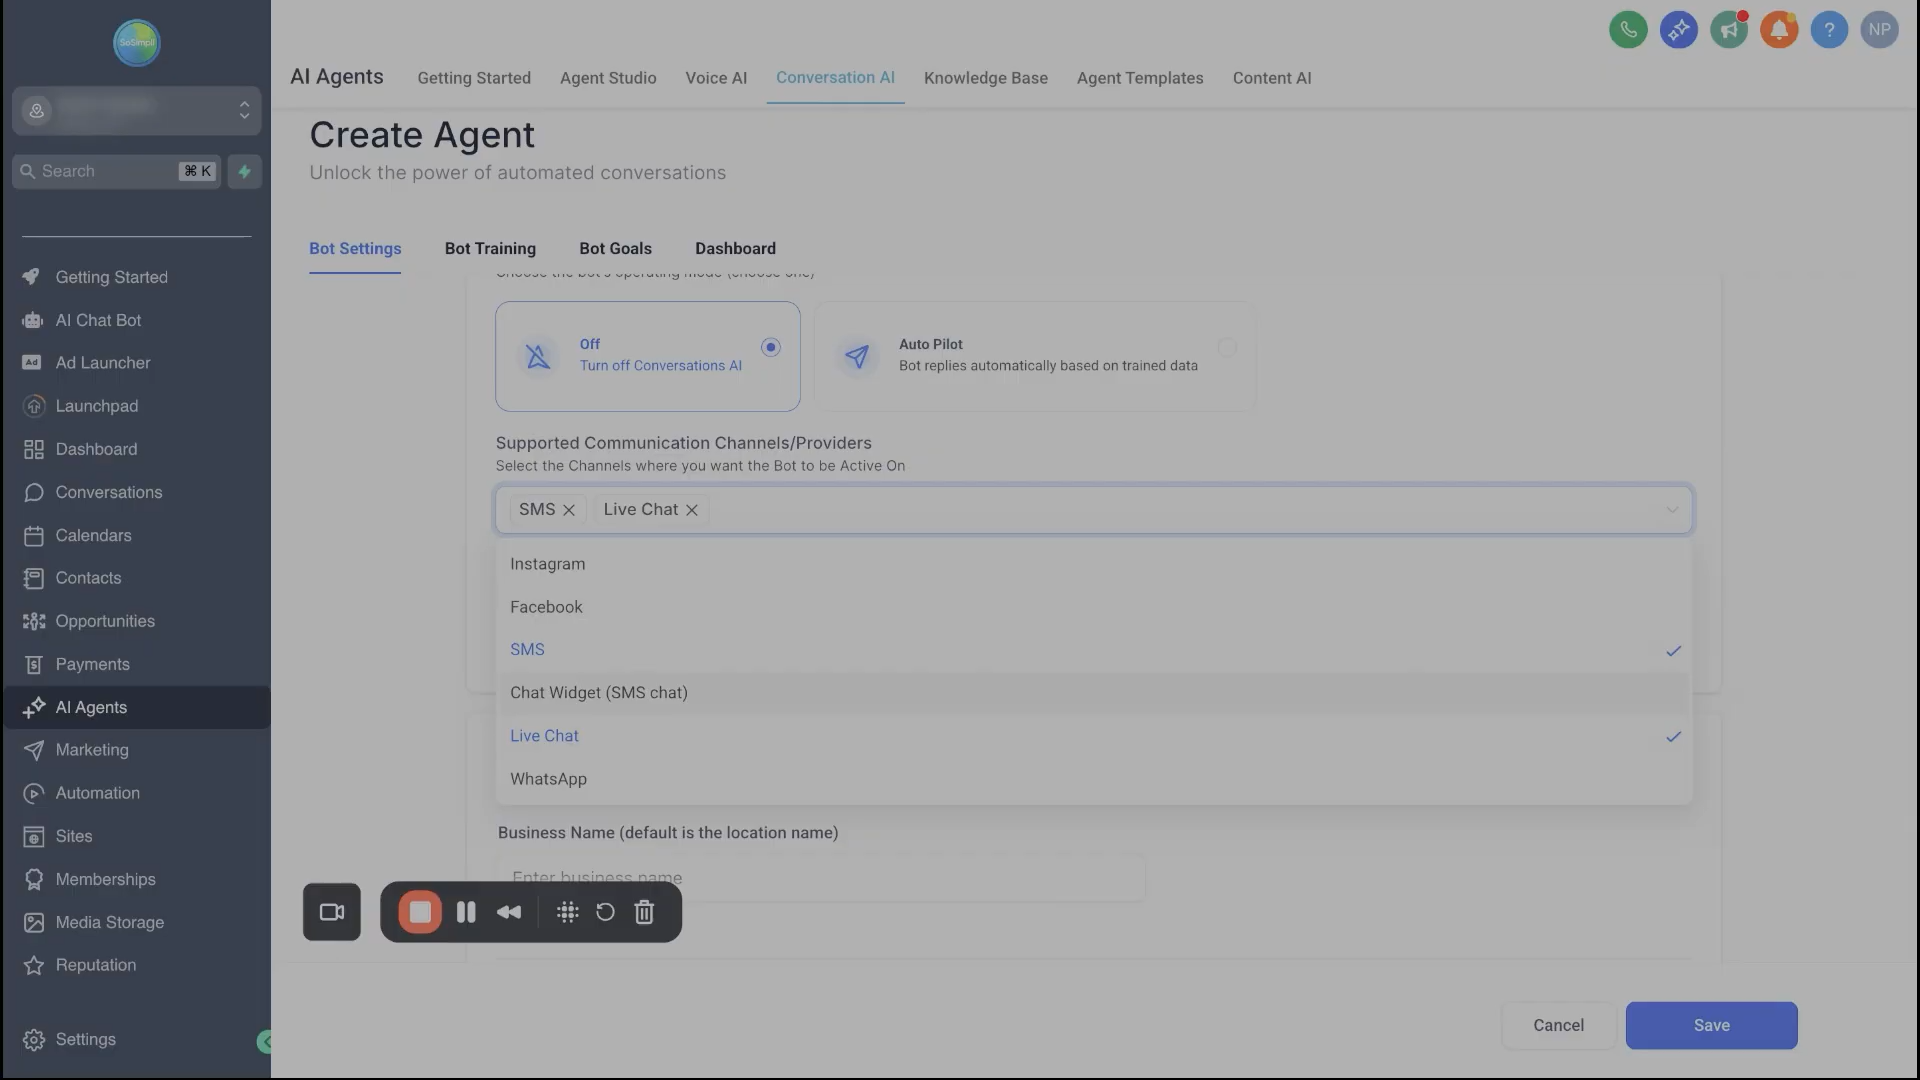 SoSimpli
Search
⌘ K
Getting Started
AI Chat Bot
Ad
Ad Launcher
Launchpad
Dashboard
Conversations
Calendars
Contacts
Opportunities
Payments
AI Agents
Marketing
Automation
Sites
Memberships
Media Storage
Reputation
Settings
?
NP
AI Agents
Getting Started
Agent Studio
Voice AI
Conversation AI
Knowledge Base
Agent Templates
Content AI
Create Agent
Unlock the power of automated conversations
Bot Settings
Bot Training
Bot Goals
Dashboard
Choose the bot's operating mode (choose one)
Off
Turn off Conversations AI
Auto Pilot
Bot replies automatically based on trained data
Supported Communication Channels/Providers
Select the Channels where you want the Bot to be Active On
SMS
Live Chat
Instagram
Facebook
SMS
Chat Widget (SMS chat)
Live Chat
WhatsApp
Business Name (default is the location name)
Enter business name
Cancel
Save